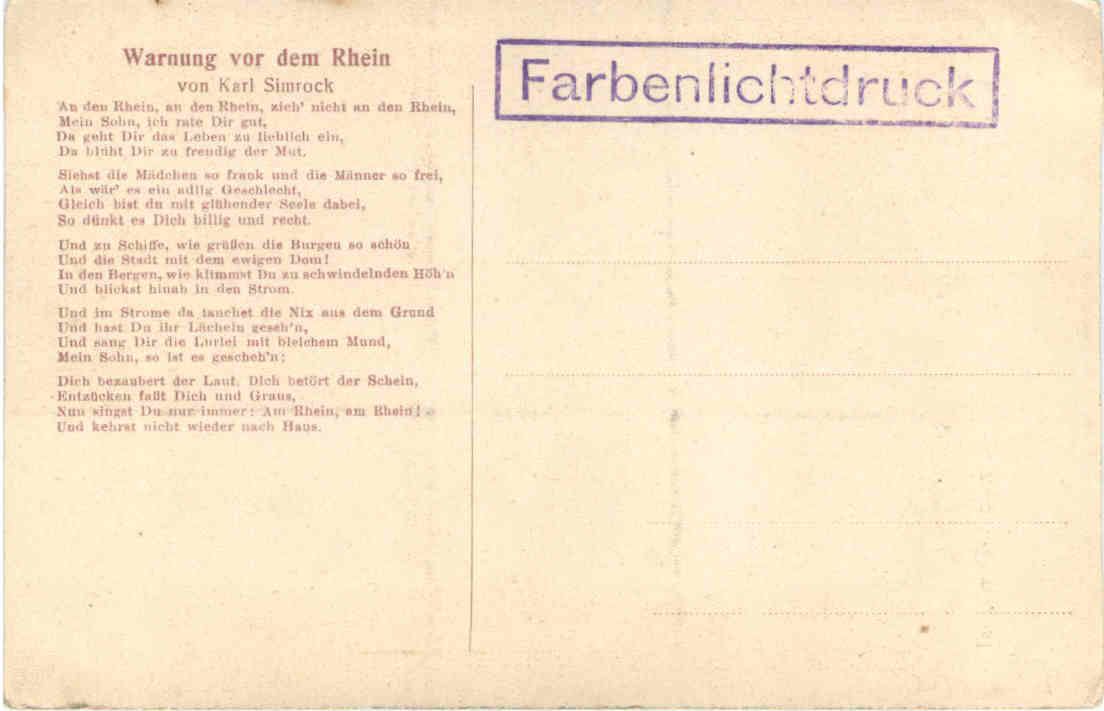 Warnung vor dem Rhein
von Karl Simrock
An den Rhein, an den Rhein, zieh' nicht an den Rhein,
Mein Sohn, ich rate Dir gut,
Da geht Dir das Leben zu lieblich ein,
Da blüht Dir zu freudig der Mut.
Siehst die Mädchen so frank und die Männer so frei,
Als wär' es ein adlig Geschlecht,
Gleich bist du mit glühender Seele dabei,
So dünkt es Dich billig und recht.
Und zu Schiffe, wie grüßen die Burgen so schön
Und die Stadt mit dem ewigen Dom!
In den Bergen, wie klimmst Du zu schwindelnden Höh'n
Und blickst hinab in den Strom.
Und im Strome da tauchet die Nix aus dem Grund
Und hast Du ihr Lächeln geseh'n,
Und sang Dir die Lurlei mit bleichem Mund,
Mein Sohn, so ist es gescheh'n;
Dich bezaubert der Laut, Dich betört der Schein,
Entzücken faßt Dich und Graus,
Nun singst Du nur immer: Am Rhein, am Rhein!
Und kehrst nicht wieder nach Haus.
Farbenlichtdruck